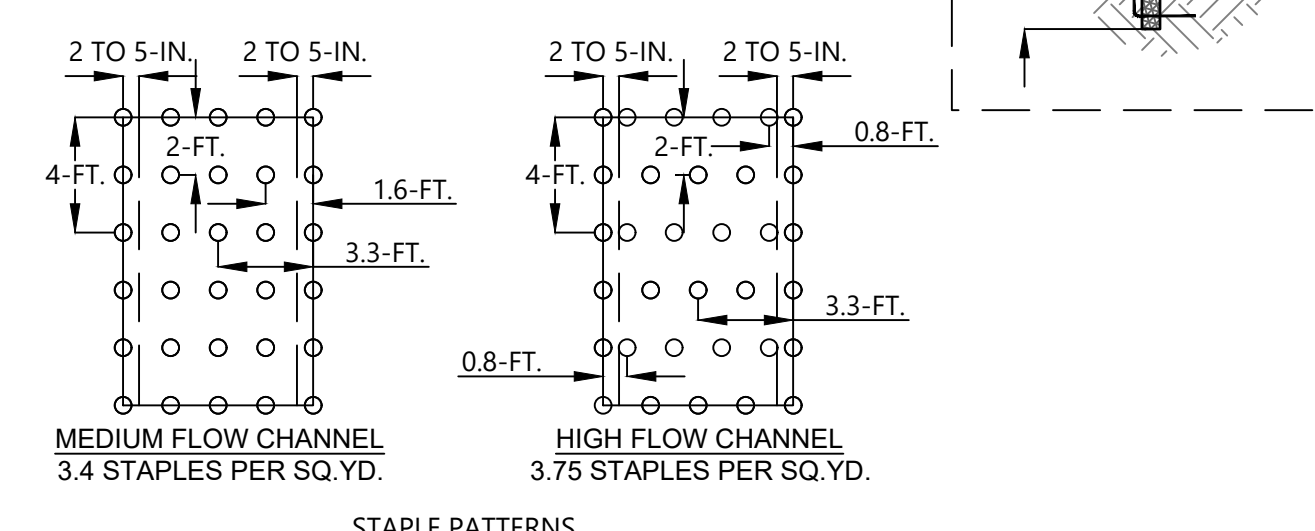 2 TO 5-IN.
2 TO 5-IN.
4-FT.
2-FT.
1.6-FT.
3.3-FT.
MEDIUM FLOW CHANNEL
3.4 STAPLES PER SQ.YD.
2 TO 5-IN.
2 TO 5-IN.
0.8-FT.
4-FT.
2-FT.
3.3-FT.
0.8-FT.
HIGH FLOW CHANNEL
3.75 STAPLES PER SQ.YD.
STAPLE PATTERNS